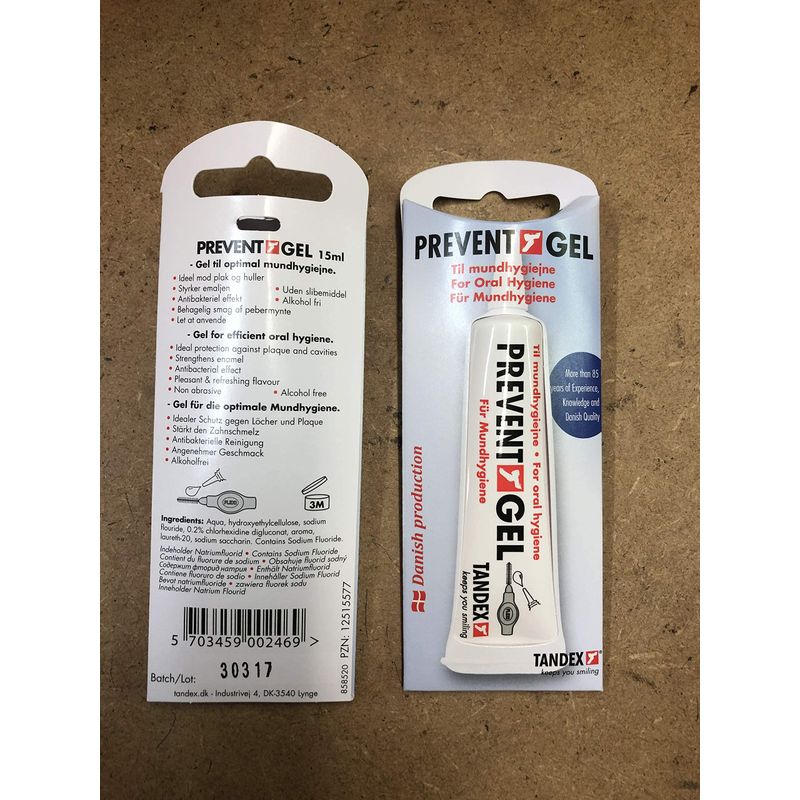 PREVENT GEL 15ml
- Gel til optimal mundhygiejne.
• Ideel mod plak og huller
• Styrker emaljen
• Uden slibemiddel
• Antibakteriel effekt
• Alkohol fri
• Behagelig smag af pebermynte
• Let at anvende
- Gel for efficient oral hygiene.
• Ideal protection against plaque and cavities
• Strengthens enamel
• Antibacterial effect
• Pleasant & refreshing flavour
• Non abrasive
• Alcohol free
- Gel für die optimale Mundhygiene.
• Idealer Schutz gegen Löcher und Plaque
• Stärkt den Zahnschmelz
• Antibakterielle Reinigung
• Angenehmer Geschmack
• Alkoholfrei
FLEXI
3M
Ingredients: Aqua, hydroxyethylcellulose, sodium
flouride, 0.2% chlorhexidine digluconat, aroma,
laureth-20, sodium saccharin. Contains Sodium Fluoride.
Indeholder Natriumfluorid • Contains Sodium Fluoride
Contient du fluorure de sodium • Obsahuje fluorid sodný
Содержит фторид натрия • Enthält Natriumfluorid
Contiene fluoruro de sodio • Innehåller Sodium Fluoride
Bevat natriumfluoride • zawiera fluorek sodu
Inneholder Natrium Flourid
5 703459 002469 >
858520 PZN: 12515577
Batch/Lot: 30317
tandex.dk - Industrivej 4, DK-3540 Lynge
PREVENT GEL
Til mundhygiejne
For Oral Hygiene
Für Mundhygiene
Til mundhygiejne • For oral hygiene
PREVENT GEL
Für Mundhygiene
TANDEX
keeps you smiling
More than 85
years of Experience,
Knowledge and
Danish Quality
Danish production
TANDEX
keeps you smiling